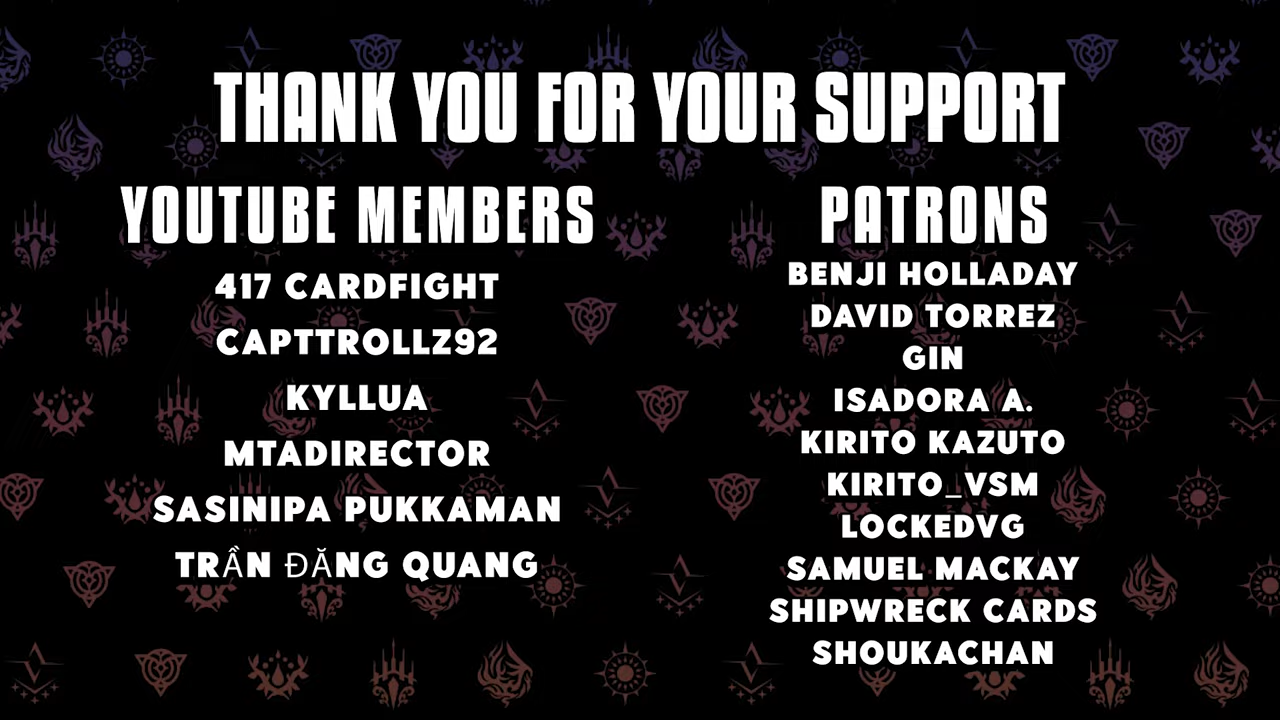 THANK YOU FOR YOUR SUPPORT
YOUTUBE MEMBERS
417 CARDFIGHT
CAPTTROLLZ92
KYLLUA
MTADIRECTOR
SASINIPA PUKKAMAN
TRẦN ĐĂNG QUANG
PATRONS
BENJI HOLLADAY
DAVID TORREZ
GIN
ISADORA A.
KIRITO KAZUTO
KIRITO_VSM
LOCKEDVG
SAMUEL MACKAY
SHIPWRECK CARDS
SHOUKACHAN